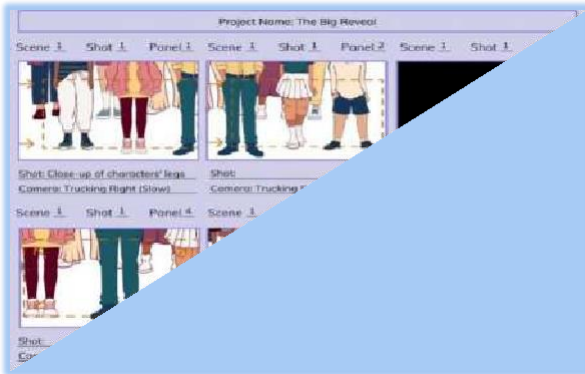 Project Name: The Big Reveal
Scene 1 Shot 1 Panel 1 Scene 1 Shot 1 Panel 2 Scene 1 Shot 1
Shot: Close-up of characters' legs Shot:
Camera: Trucking Right (Slow) Camera: Trucking
Scene 1 Shot 1 Panel 4 Scene 1
Shot: